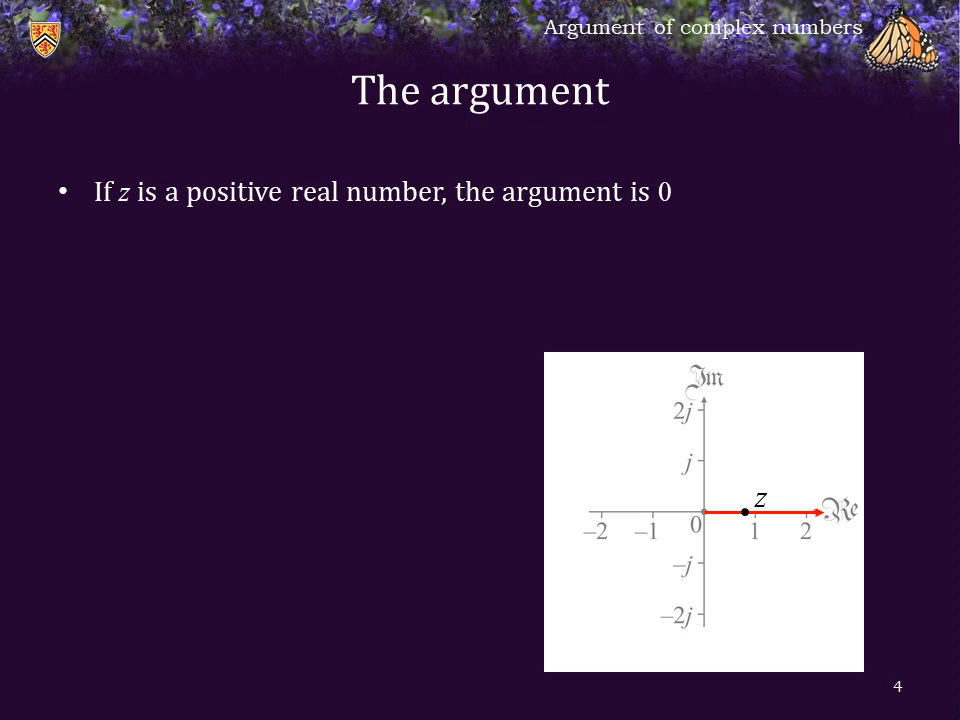 Argument of complex numbers
The argument
• If z is a positive real number, the argument is 0
ℑm
2j
j
z
ℜe
–2 –1 0 1 2
–j
–2j
4